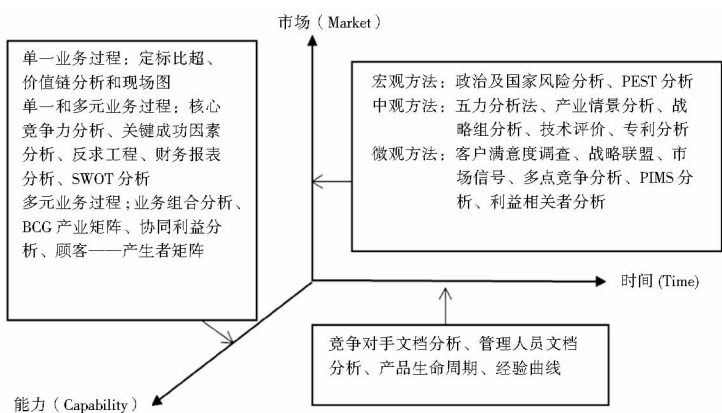 市场（Market）
单一业务过程：定标比超、
价值链分析和现场图
单一和多元业务过程：核心
竞争力分析、关键成功因素
分析、反求工程、财务报表
分析、SWOT 分析
多元业务过程；业务组合分析、
BCG 产业矩阵、协同利益分
析、顾客——产生者矩阵
宏观方法：政治及国家风险分析、PEST 分析
中观方法：五力分析法、产业情景分析、战
略组分析、技术评价、专利分析
微观方法：客户满意度调查、战略联盟、市
场信号、多点竞争分析、PIMS 分
析、利益相关者分析
时间 (Time)
竞争对手文档分析、管理人员文档
分析、产品生命周期、经验曲线
能力（Capability）